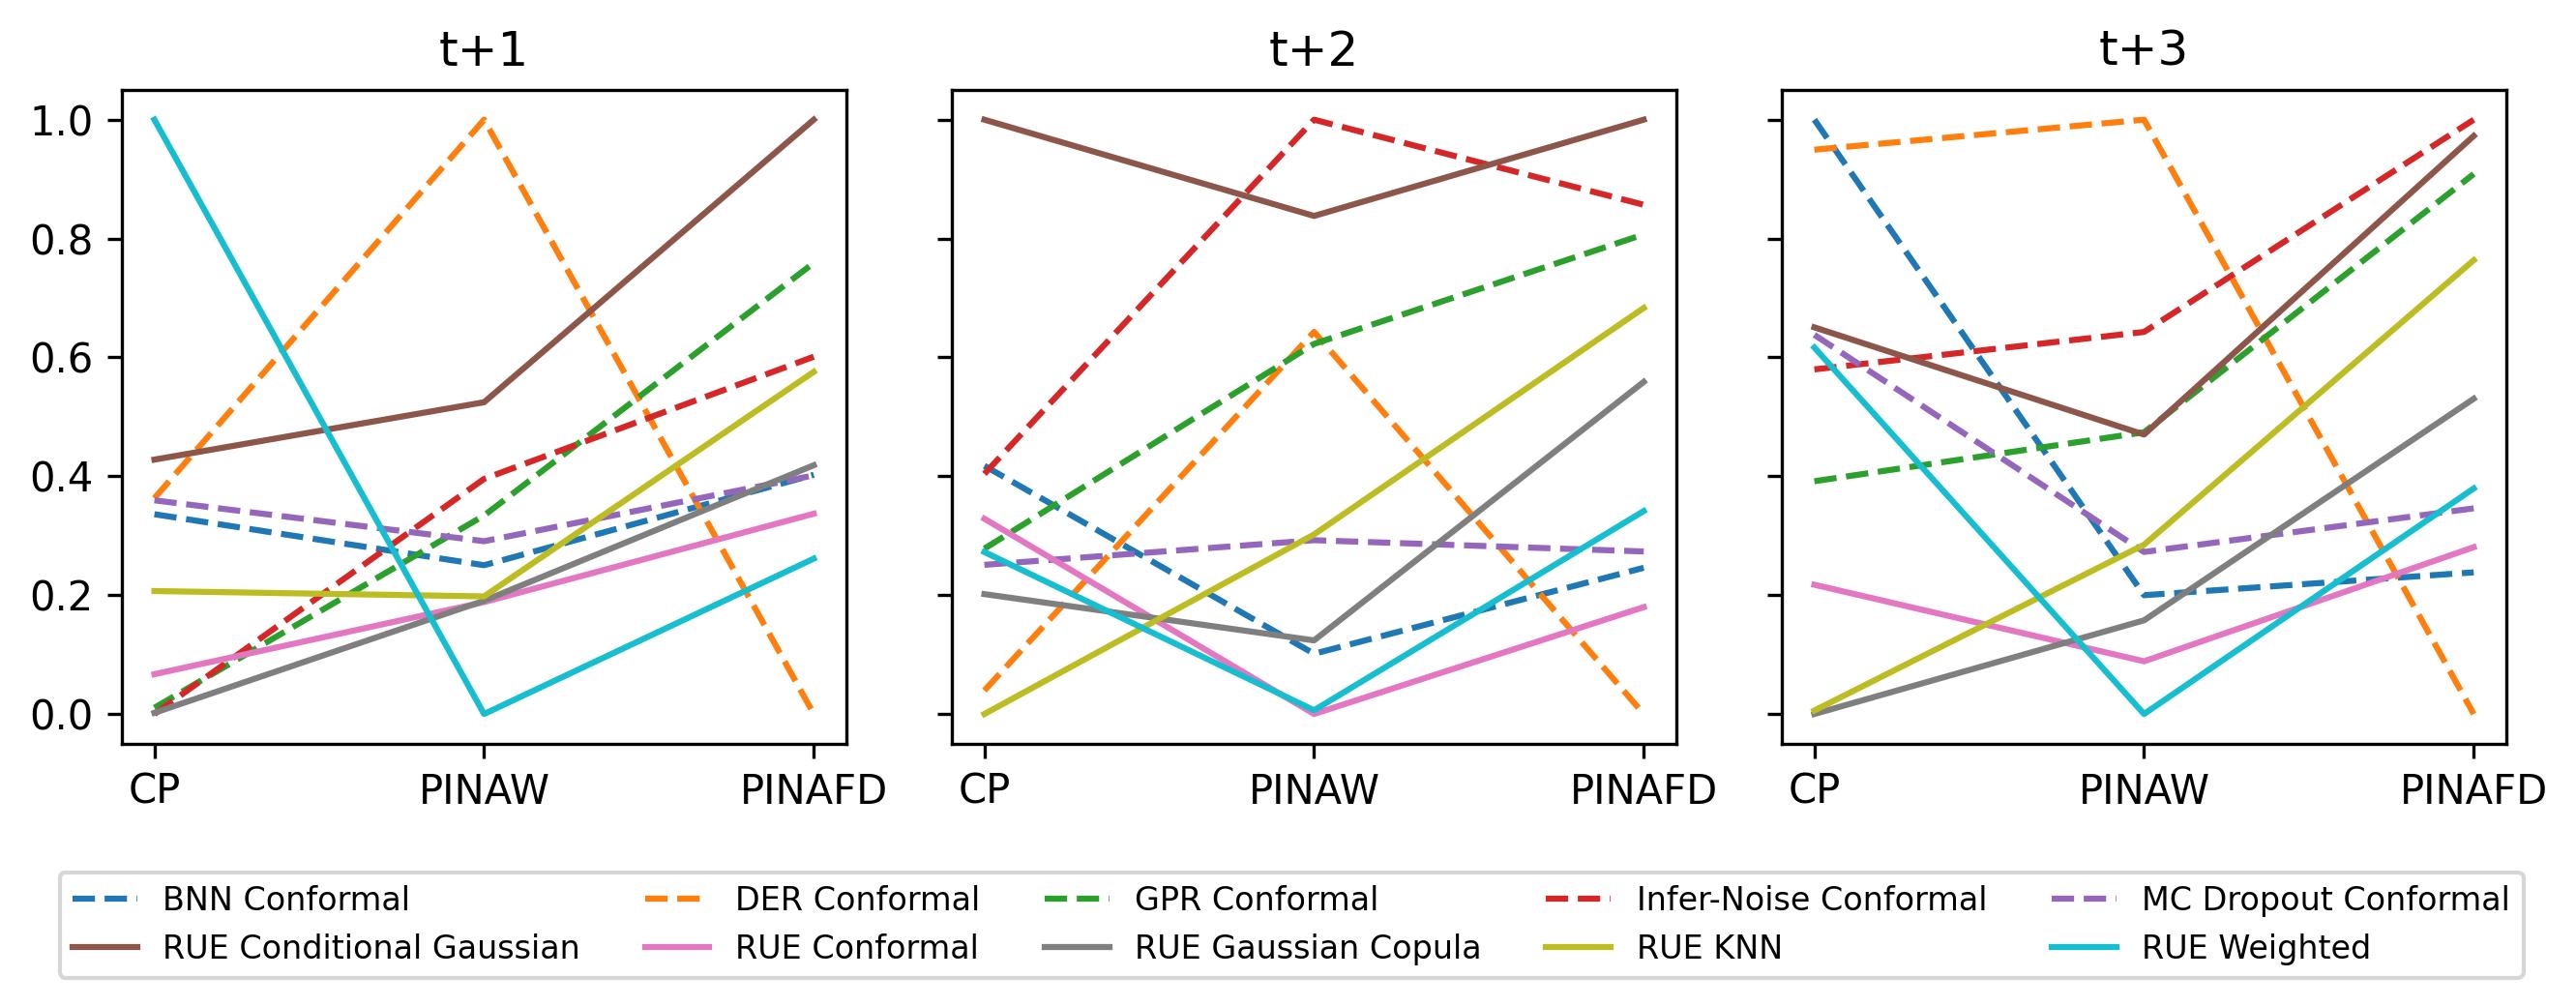 t+1 t+2 t+3
1.0
0.8
0.6
0.4
0.2
0.0
CP PINAW PINAFD CP PINAW PINAFD CP PINAW PINAFD
BNN Conformal DER Conformal GPR Conformal Infer-Noise Conformal MC Dropout Conformal
RUE Conditional Gaussian RUE Conformal RUE Gaussian Copula RUE KNN RUE Weighted